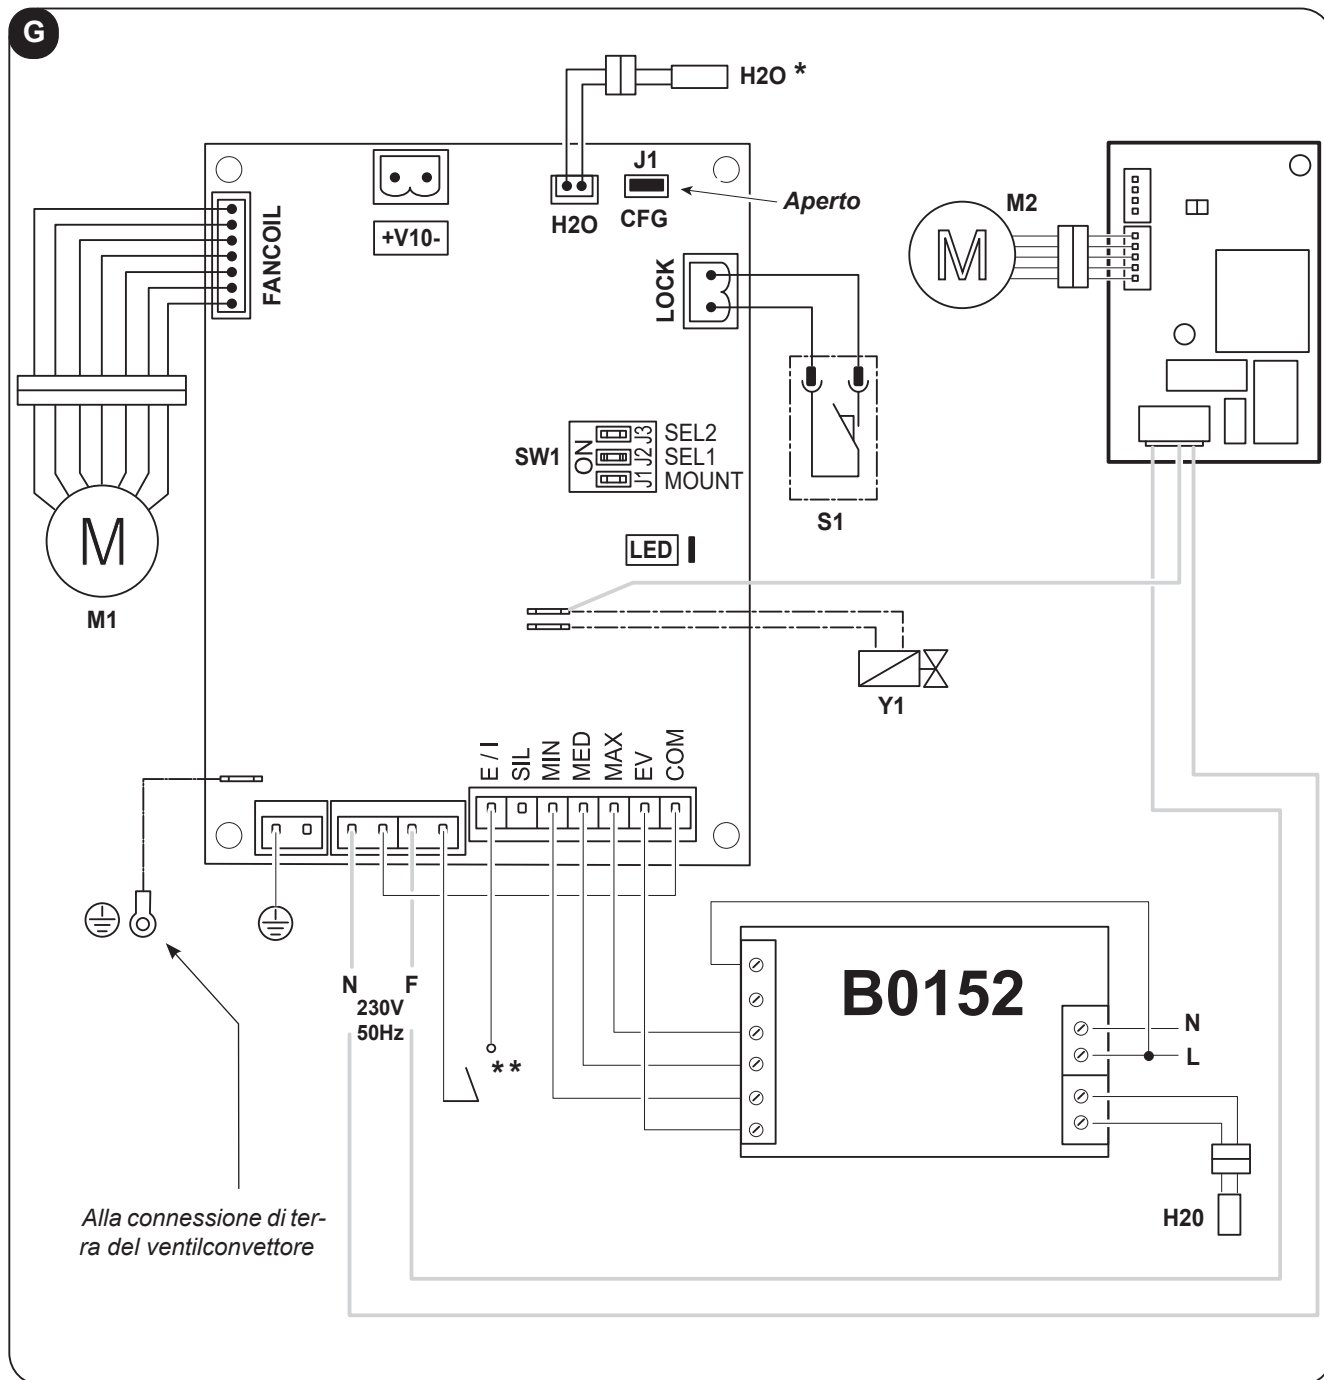 G
H2O *
J1
Aperto
M2
M
+V10-
H2O
CFG
FANCOIL
LOCK
SW1
ON
J3 SEL2
J2 SEL1
J1 MOUNT
S1
LED
M
M1
Y1
E / I
SIL
MIN
MED
MAX
EV
COM
B0152
N F
230V
50Hz
**
N
L
H20
Alla connessione di ter-
ra del ventilconvettore